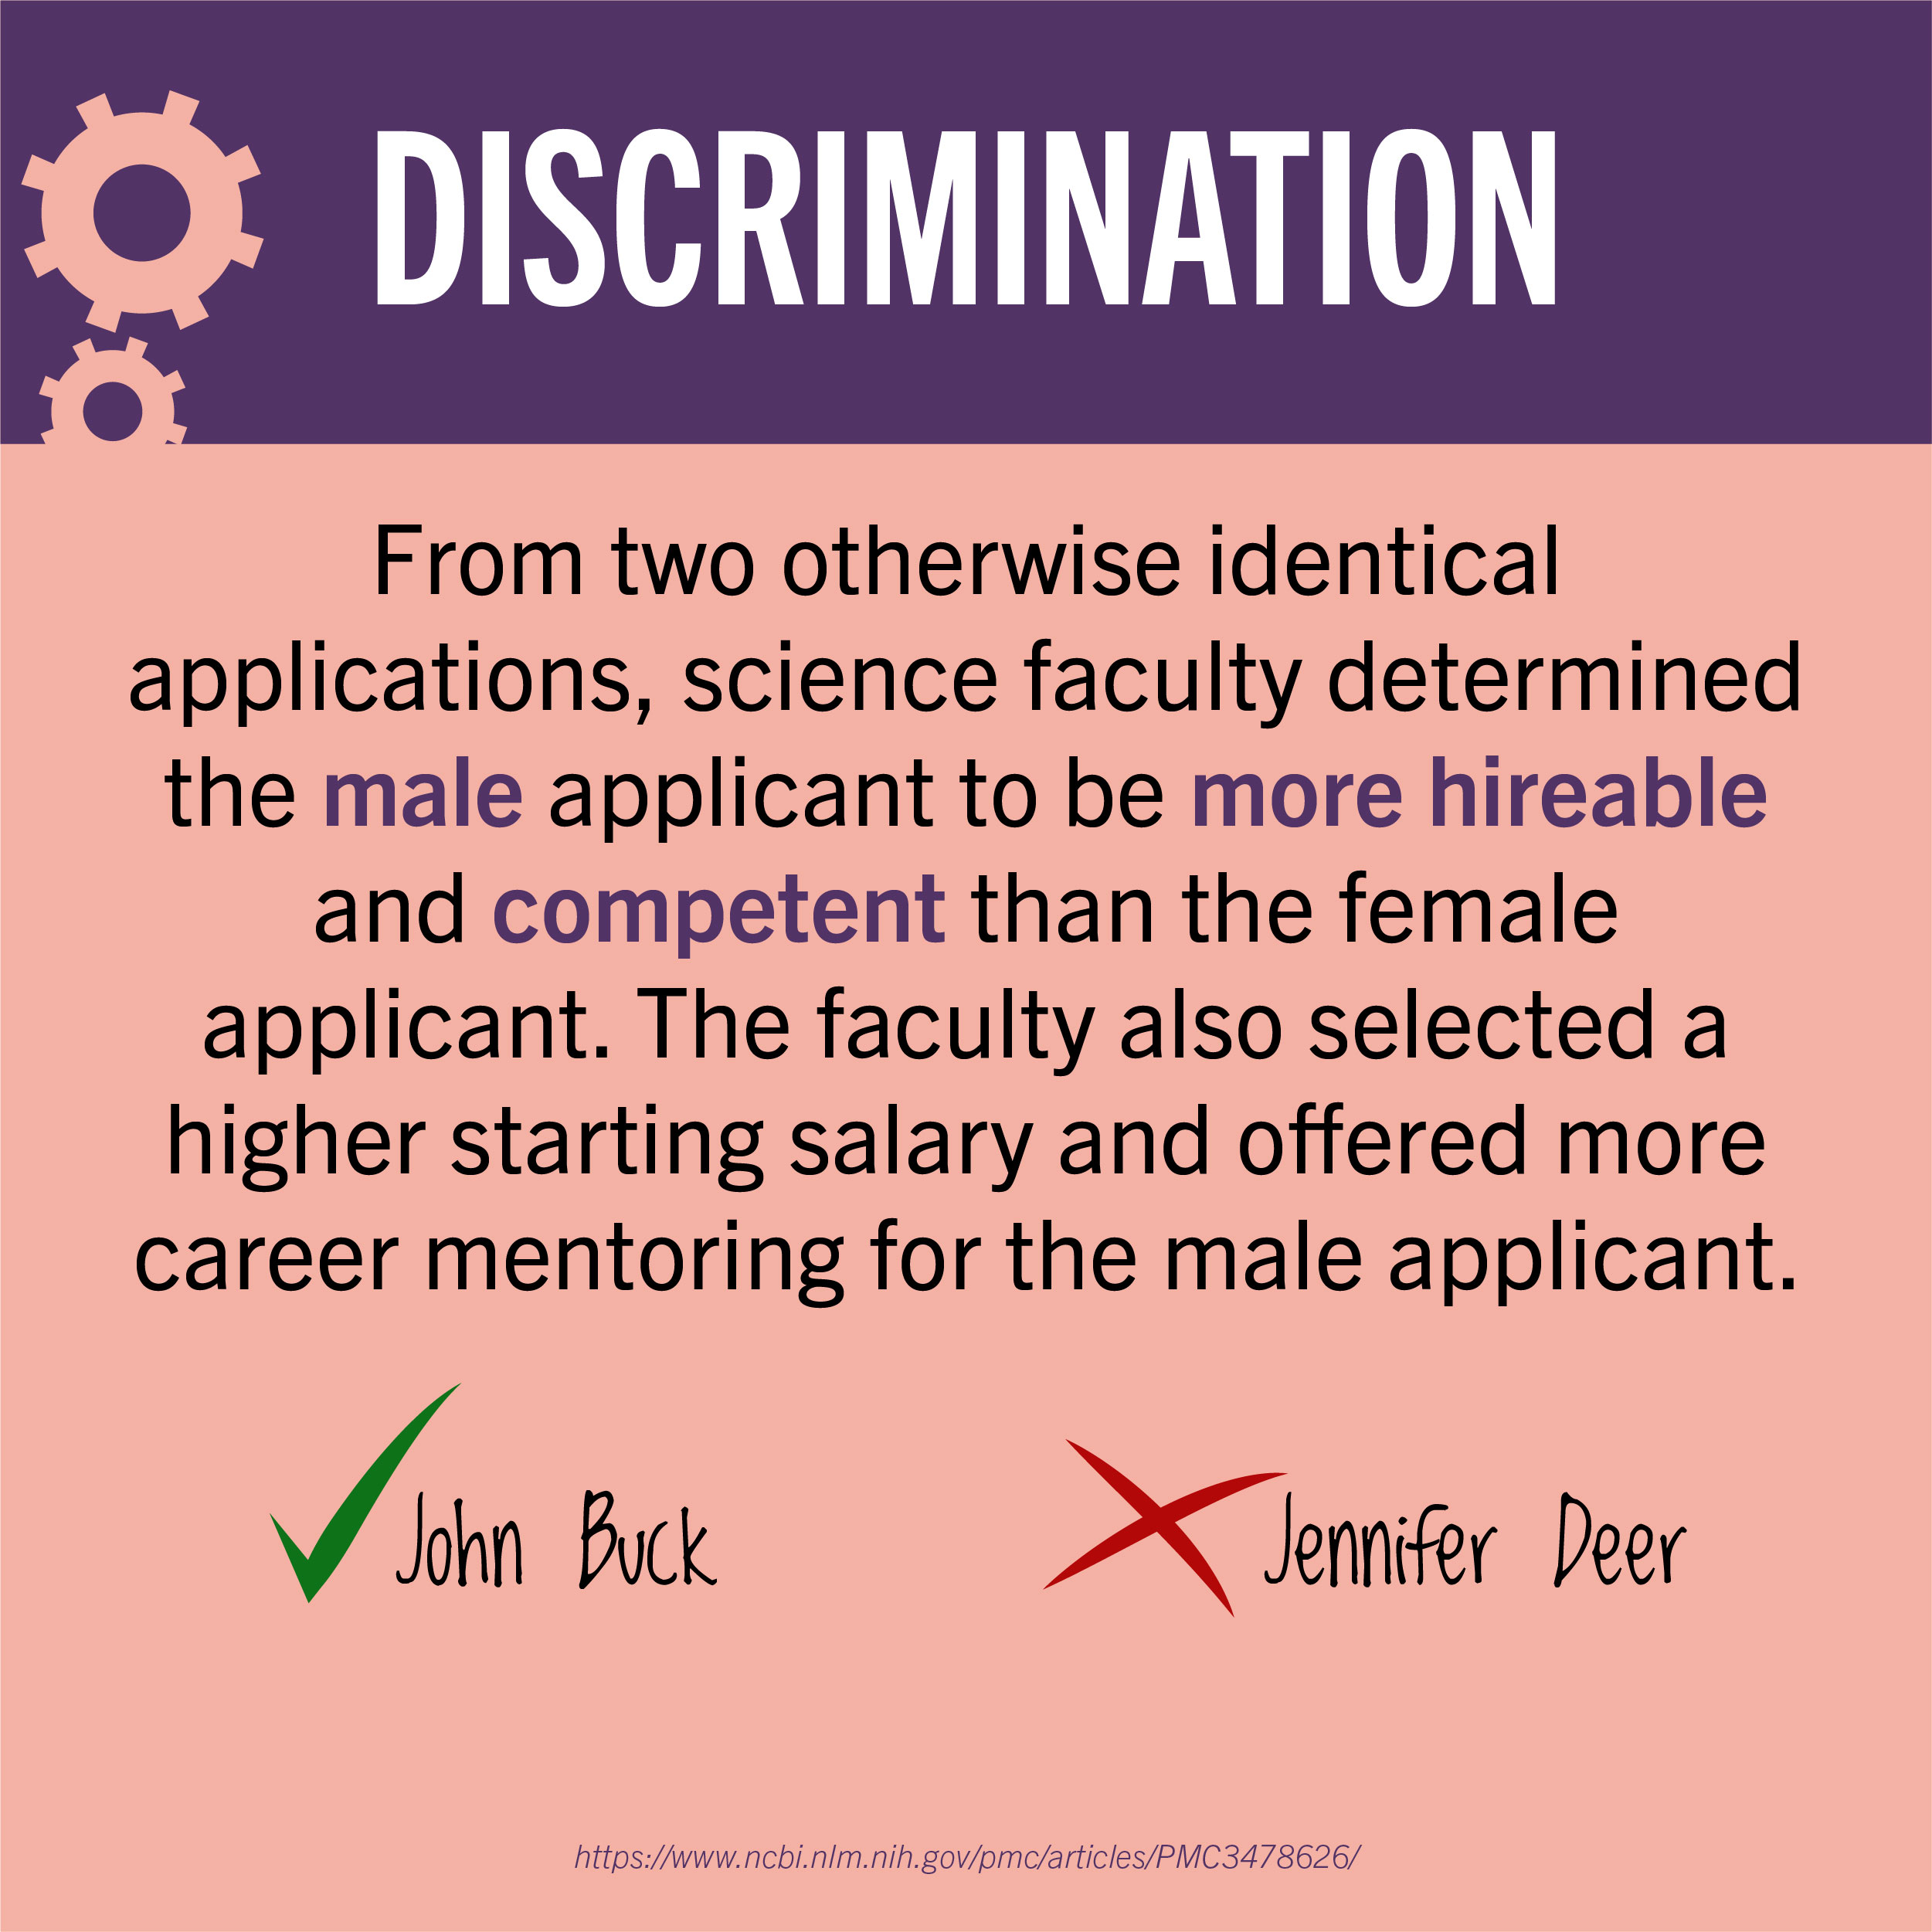 DISCRIMINATION
From two otherwise identical
applications, science faculty determined
the male applicant to be more hireable
and competent than the female
applicant. The faculty also selected a
higher starting salary and offered more
career mentoring for the male applicant.
John Buck
Jennifer Deer
https://www.ncbi.nlm.nih.gov/pmc/articles/PMC3478626/